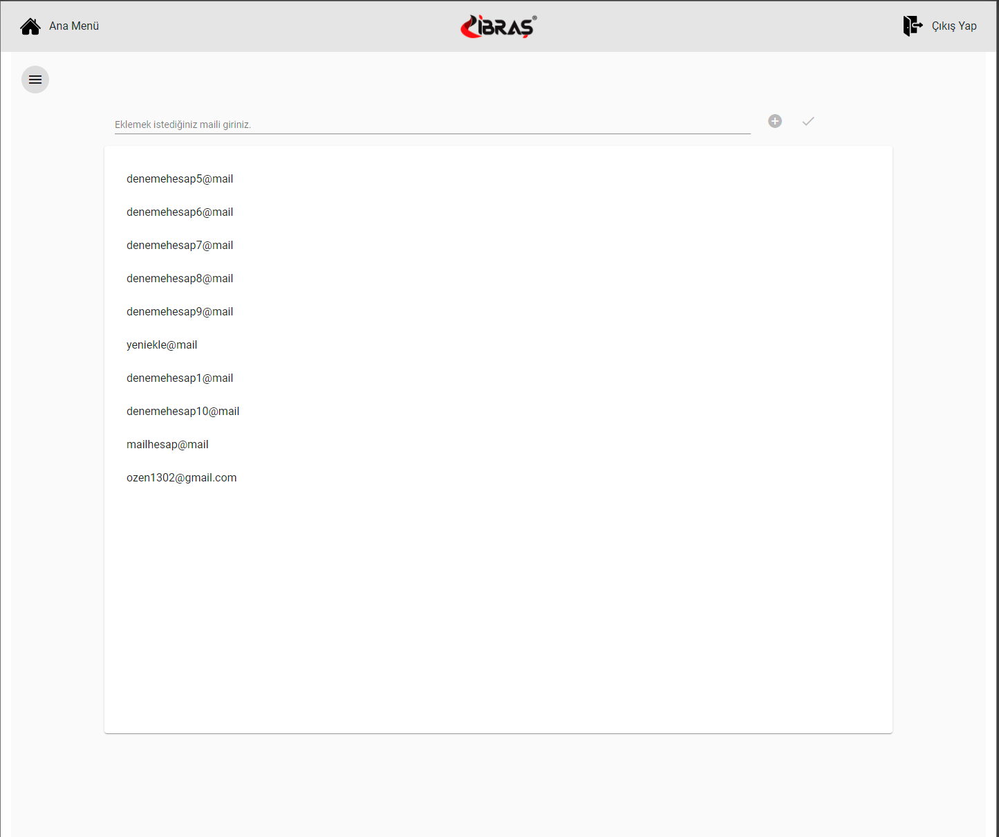 Ana Menü
İBRAŞ®
Çıkış Yap
Eklemek istediğiniz maili giriniz.
denemehesap5@mail
denemehesap6@mail
denemehesap7@mail
denemehesap8@mail
denemehesap9@mail
yeniekle@mail
denemehesap1@mail
denemehesap10@mail
mailhesap@mail
ozen1302@gmail.com